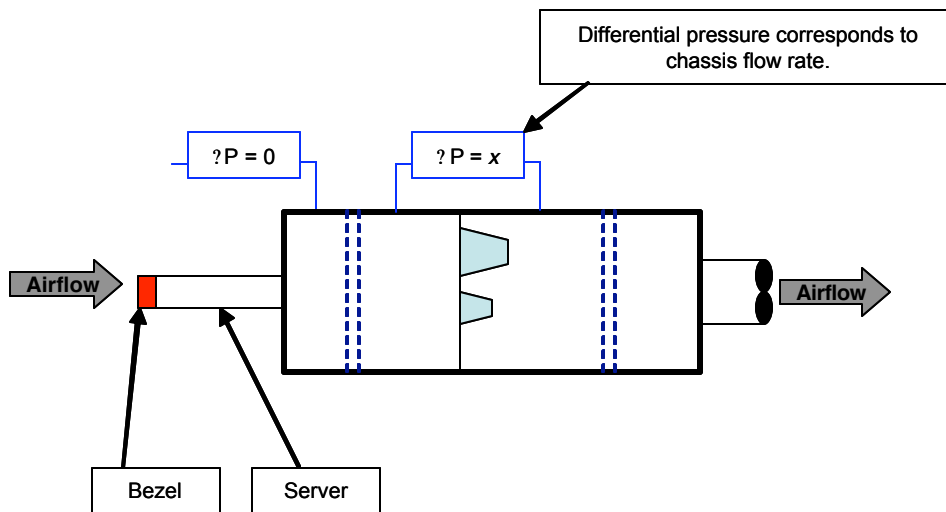 Differential pressure corresponds to
chassis flow rate.
?P = 0
?P = x
Airflow
Airflow
Bezel
Server